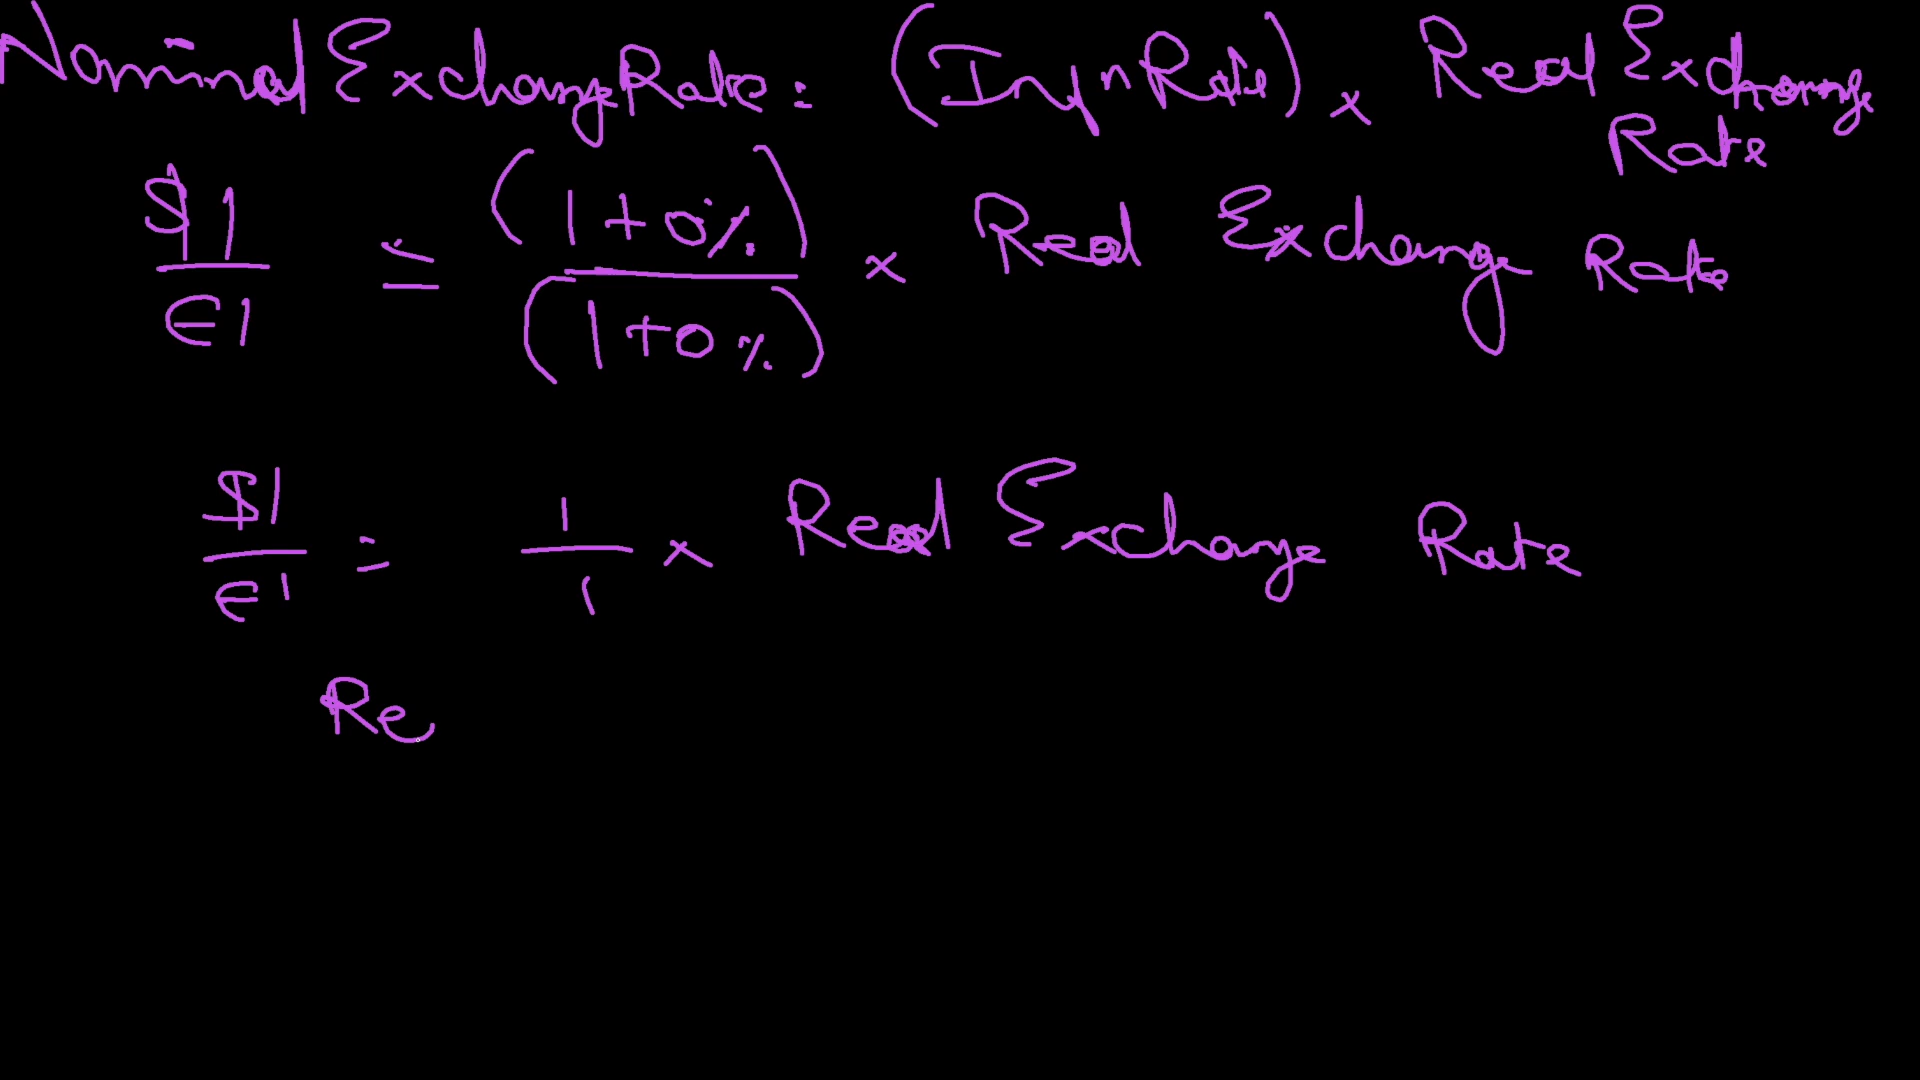 Nominal Exchange Rate = (Infn Rate) x Real Exchange Rate
$1 / €1 = (1+0%) / (1+0%) x Real Exchange Rate
$1 / €1 = 1 / 1 x Real Exchange Rate
Re